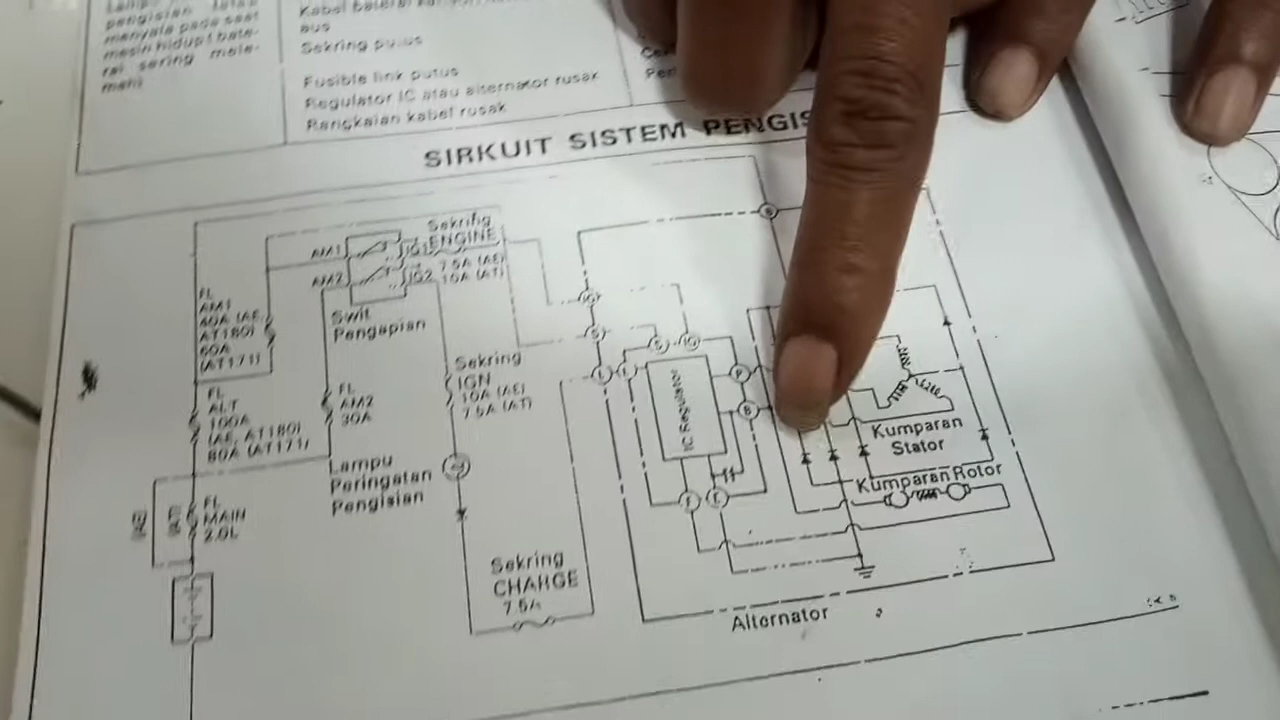 pengisian tetap
menyala pada saat
mesin hidup/bate-
rai sering mele-
mah)
aus
Sekring putus
Fusible link putus
Regulator IC atau alternator rusak
Rangkaian kabel rusak
SIRKUIT SISTEM PENGIS
Sekring
ENGINE
7.5A (AE)
10A (AT)
AM1
IG1
AM2
IG2
Swit
Pengapian
FL
AM1
40A (AE,
AT180)
60A
(AT171)
FL
ALT
100A
(AE, AT180)
80A (AT171)
FL
AM2
30A
Sekring
IGN
10A (AE)
7.5A (AT)
Lampu
Peringatan
Pengisian
FL
MAIN
2.0L
Sekring
CHARGE
7.5A
B
IG
S
L
S
IG
L
IC Regulator
P
B
F
E
Kumparan
Stator
Kumparan Rotor
Alternator